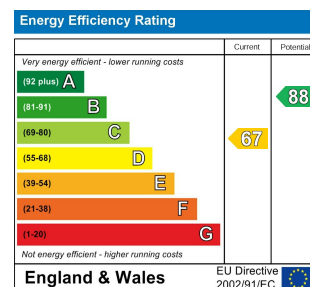 Energy Efficiency Rating
Current Potential
Very energy efficient - lower running costs
(92 plus) A
(81-91) B
88
(69-80) C
67
(55-68) D
(39-54) E
(21-38) F
(1-20) G
Not energy efficient - higher running costs
England & Wales
EU Directive
2002/91/EC